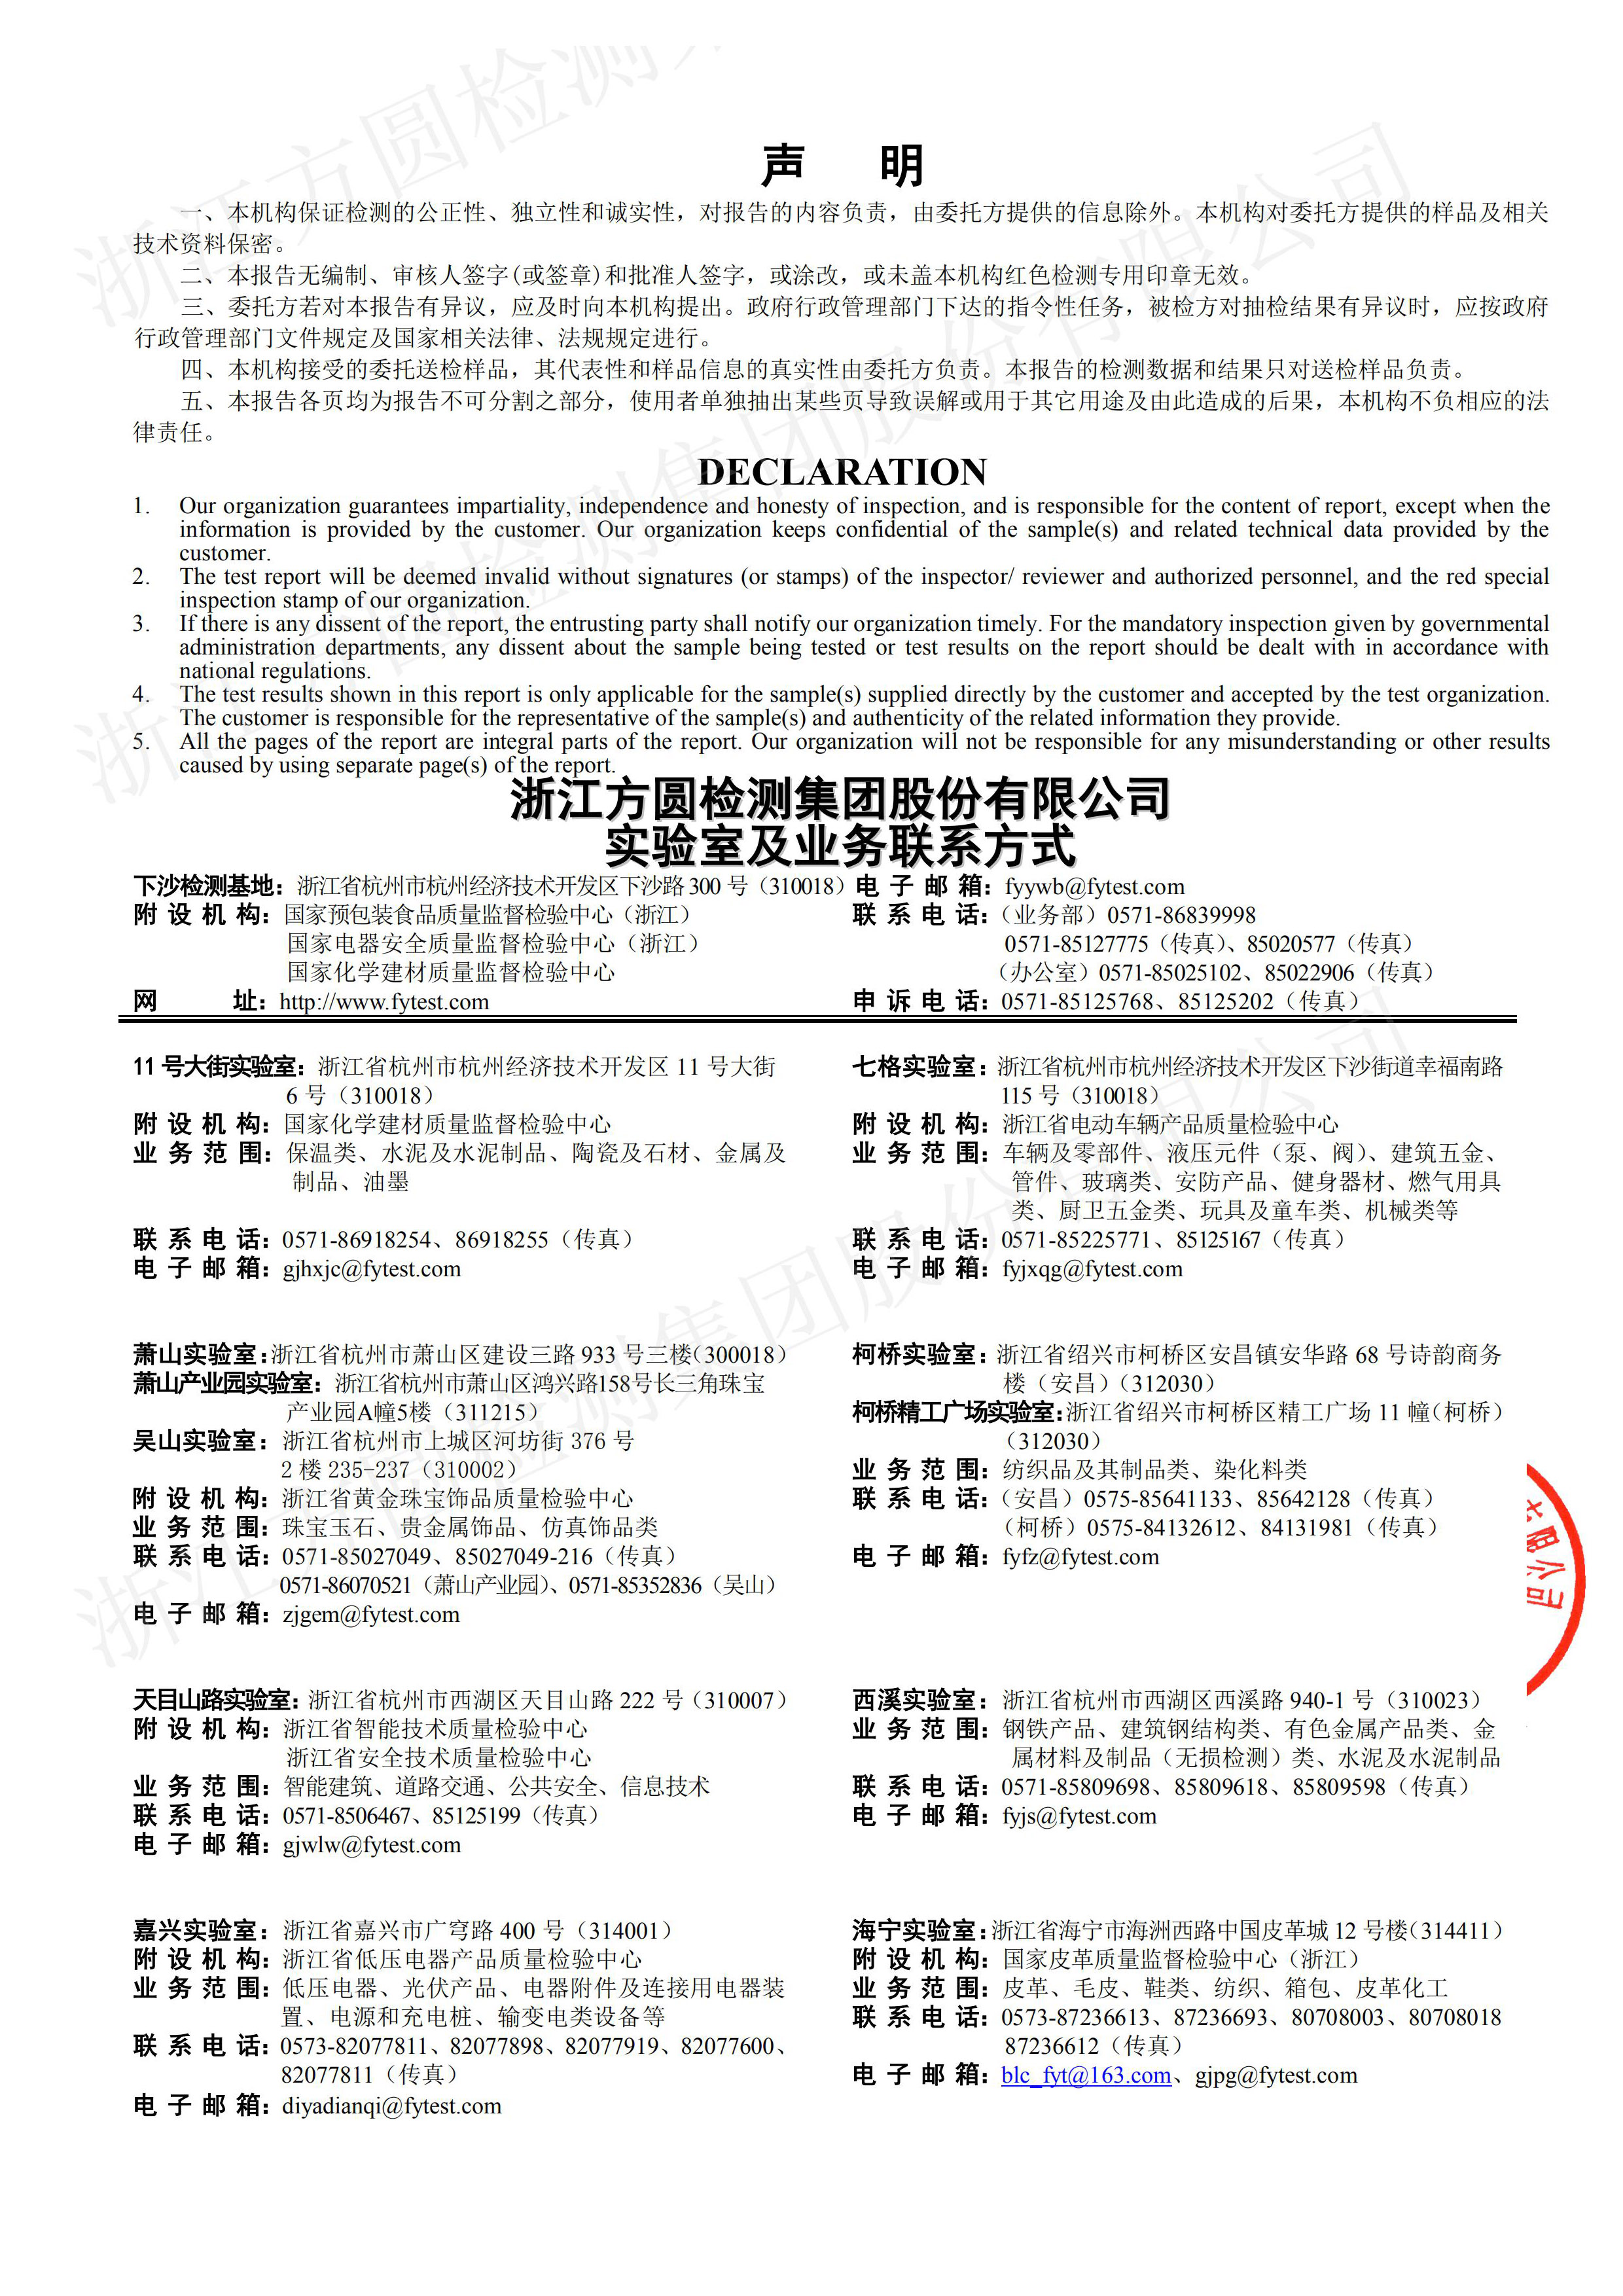 声 明
一、本机构保证检测的公正性、独立性和诚实性，对报告的内容负责，由委托方提供的信息除外。本机构对委托方提供的样品及相关
技术资料保密。
二、本报告无编制、审核人签字(或签章)和批准人签字，或涂改，或未盖本机构红色检测专用印章无效。
三、委托方若对本报告有异议，应及时向本机构提出。政府行政管理部门下达的指令性任务，被检方对抽检结果有异议时，应按政府
行政管理部门文件规定及国家相关法律、法规规定进行。
四、本机构接受的委托送检样品，其代表性和样品信息的真实性由委托方负责。本报告的检测数据和结果只对送检样品负责。
五、本报告各页均为报告不可分割之部分，使用者单独抽出某些页导致误解或用于其它用途及由此造成的后果，本机构不负相应的法
律责任。
DECLARATION
1. Our organization guarantees impartiality, independence and honesty of inspection, and is responsible for the content of report, except when the
information is provided by the customer. Our organization keeps confidential of the sample(s) and related technical data provided by the
customer.
2. The test report will be deemed invalid without signatures (or stamps) of the inspector/ reviewer and authorized personnel, and the red special
inspection stamp of our organization.
3. If there is any dissent of the report, the entrusting party shall notify our organization timely. For the mandatory inspection given by governmental
administration departments, any dissent about the sample being tested or test results on the report should be dealt with in accordance with
national regulations.
4. The test results shown in this report is only applicable for the sample(s) supplied directly by the customer and accepted by the test organization.
The customer is responsible for the representative of the sample(s) and authenticity of the related information they provide.
5. All the pages of the report are integral parts of the report. Our organization will not be responsible for any misunderstanding or other results
caused by using separate page(s) of the report.
浙江方圆检测集团股份有限公司
实验室及业务联系方式
下沙检测基地：浙江省杭州市杭州经济技术开发区下沙路 300 号（310018）
附 设 机 构：国家预包装食品质量监督检验中心（浙江）
国家电器安全质量监督检验中心（浙江）
国家化学建材质量监督检验中心
网 址：http://www.fytest.com
电 子 邮 箱：fyywb@fytest.com
联 系 电 话：（业务部）0571-86839998
0571-85127775（传真）、85020577（传真）
（办公室）0571-85025102、85022906（传真）
申 诉 电 话：0571-85125768、85125202（传真）
11 号大街实验室：浙江省杭州市杭州经济技术开发区 11 号大街
6 号（310018）
附 设 机 构：国家化学建材质量监督检验中心
业 务 范 围：保温类、水泥及水泥制品、陶瓷及石材、金属及
制品、油墨
联 系 电 话：0571-86918254、86918255（传真）
电 子 邮 箱：gjhxjc@fytest.com
七格实验室：浙江省杭州市杭州经济技术开发区下沙街道幸福南路
115 号（310018）
附 设 机 构：浙江省电动车辆产品质量检验中心
业 务 范 围：车辆及零部件、液压元件（泵、阀）、建筑五金、
管件、玻璃类、安防产品、健身器材、燃气用具
类、厨卫五金类、玩具及童车类、机械类等
联 系 电 话：0571-85225771、85125167（传真）
电 子 邮 箱：fyjxqg@fytest.com
萧山实验室：浙江省杭州市萧山区建设三路 933 号三楼（300018）
萧山产业园实验室：浙江省杭州市萧山区鸿兴路158号长三角珠宝
产业园A幢5楼（311215）
吴山实验室：浙江省杭州市上城区河坊街 376 号
2 楼 235-237（310002）
附 设 机 构：浙江省黄金珠宝饰品质量检验中心
业 务 范 围：珠宝玉石、贵金属饰品、仿真饰品类
联 系 电 话：0571-85027049、85027049-216（传真）
0571-86070521（萧山产业园）、0571-85352836（吴山）
电 子 邮 箱：zjgem@fytest.com
柯桥实验室：浙江省绍兴市柯桥区安昌镇安华路 68 号诗韵商务
楼（安昌）（312030）
柯桥精工广场实验室：浙江省绍兴市柯桥区精工广场 11 幢（柯桥）
（312030）
业 务 范 围：纺织品及其制品类、染化料类
联 系 电 话：（安昌）0575-85641133、85642128（传真）
（柯桥）0575-84132612、84131981（传真）
电 子 邮 箱：fyfz@fytest.com
天目山路实验室：浙江省杭州市西湖区天目山路 222 号（310007）
附 设 机 构：浙江省智能技术质量检验中心
浙江省安全技术质量检验中心
业 务 范 围：智能建筑、道路交通、公共安全、信息技术
联 系 电 话：0571-8506467、85125199（传真）
电 子 邮 箱：gjwlw@fytest.com
西溪实验室：浙江省杭州市西湖区西溪路 940-1 号（310023）
业 务 范 围：钢铁产品、建筑钢结构类、有色金属产品类、金
属材料及制品（无损检测）类、水泥及水泥制品
联 系 电 话：0571-85809698、85809618、85809598（传真）
电 子 邮 箱：fyjs@fytest.com
嘉兴实验室：浙江省嘉兴市广穹路 400 号（314001）
附 设 机 构：浙江省低压电器产品质量检验中心
业 务 范 围：低压电器、光伏产品、电器附件及连接用电器装
置、电源和充电桩、输变电类设备等
联 系 电 话：0573-82077811、82077898、82077919、82077600、
82077811（传真）
电 子 邮 箱：diyadianqi@fytest.com
海宁实验室：浙江省海宁市海洲西路中国皮革城 12 号楼（314411）
附 设 机 构：国家皮革质量监督检验中心（浙江）
业 务 范 围：皮革、毛皮、鞋类、纺织、箱包、皮革化工
联 系 电 话：0573-87236613、87236693、80708003、80708018
87236612（传真）
电 子 邮 箱：blc_fyt@163.com、gjpg@fytest.com
浙江方圆检测
浙江方圆检测集团股份有限公司
浙江方圆检测集团股份有限公司
限公司